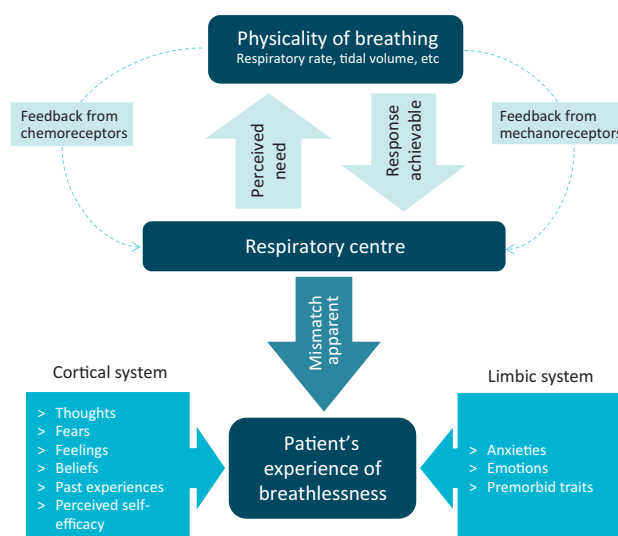 Physicality of breathing
Respiratory rate, tidal volume, etc
Feedback from
chemoreceptors
Perceived
need
Response
achievable
Feedback from
mechanoreceptors
Respiratory centre
Mismatch
apparent
Cortical system
> Thoughts
> Fears
> Feelings
> Beliefs
> Past experiences
> Perceived self-
efficacy
Patient's
experience of
breathlessness
Limbic system
> Anxieties
> Emotions
> Premorbid traits